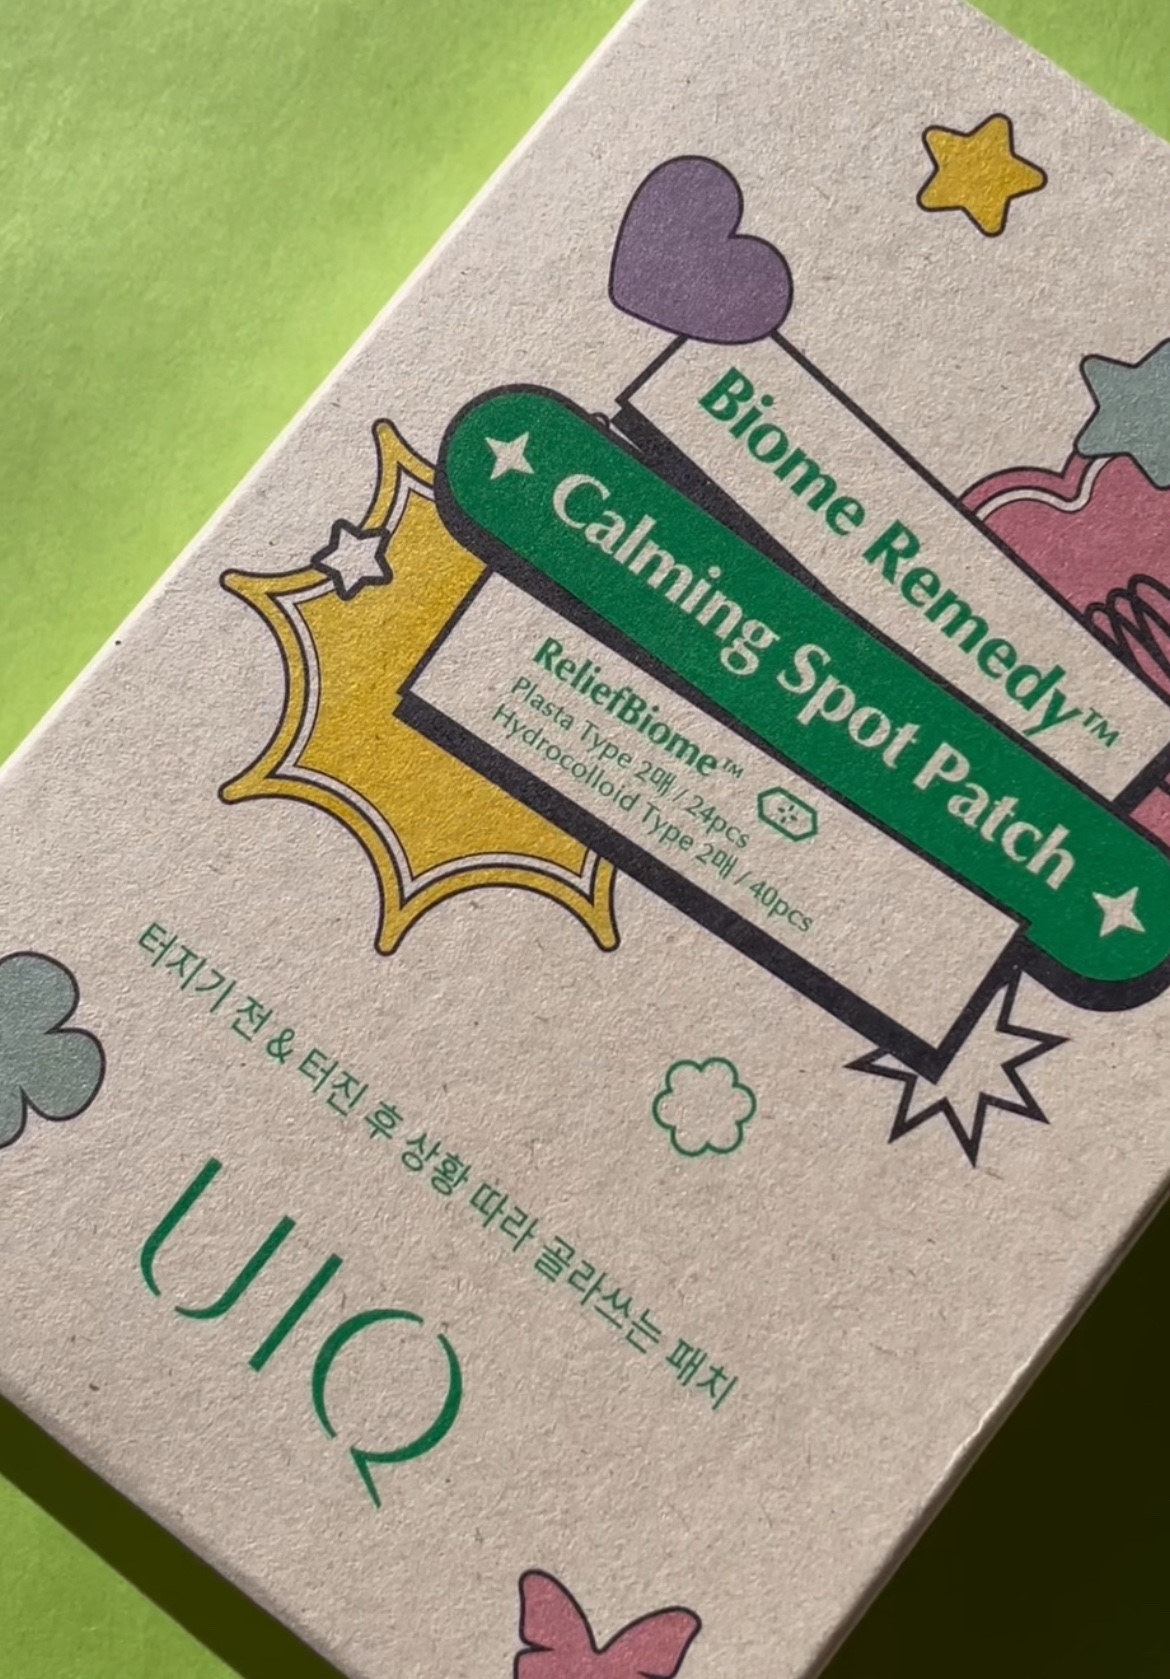 Biome Remedy™
Calming Spot Patch
ReliefBiome™
Plasta Type 2매 / 24pcs
Hydrocolloid Type 2매 / 40pcs
터지기 전 & 터진 후 상황 따라 골라쓰는 패치
UIQ